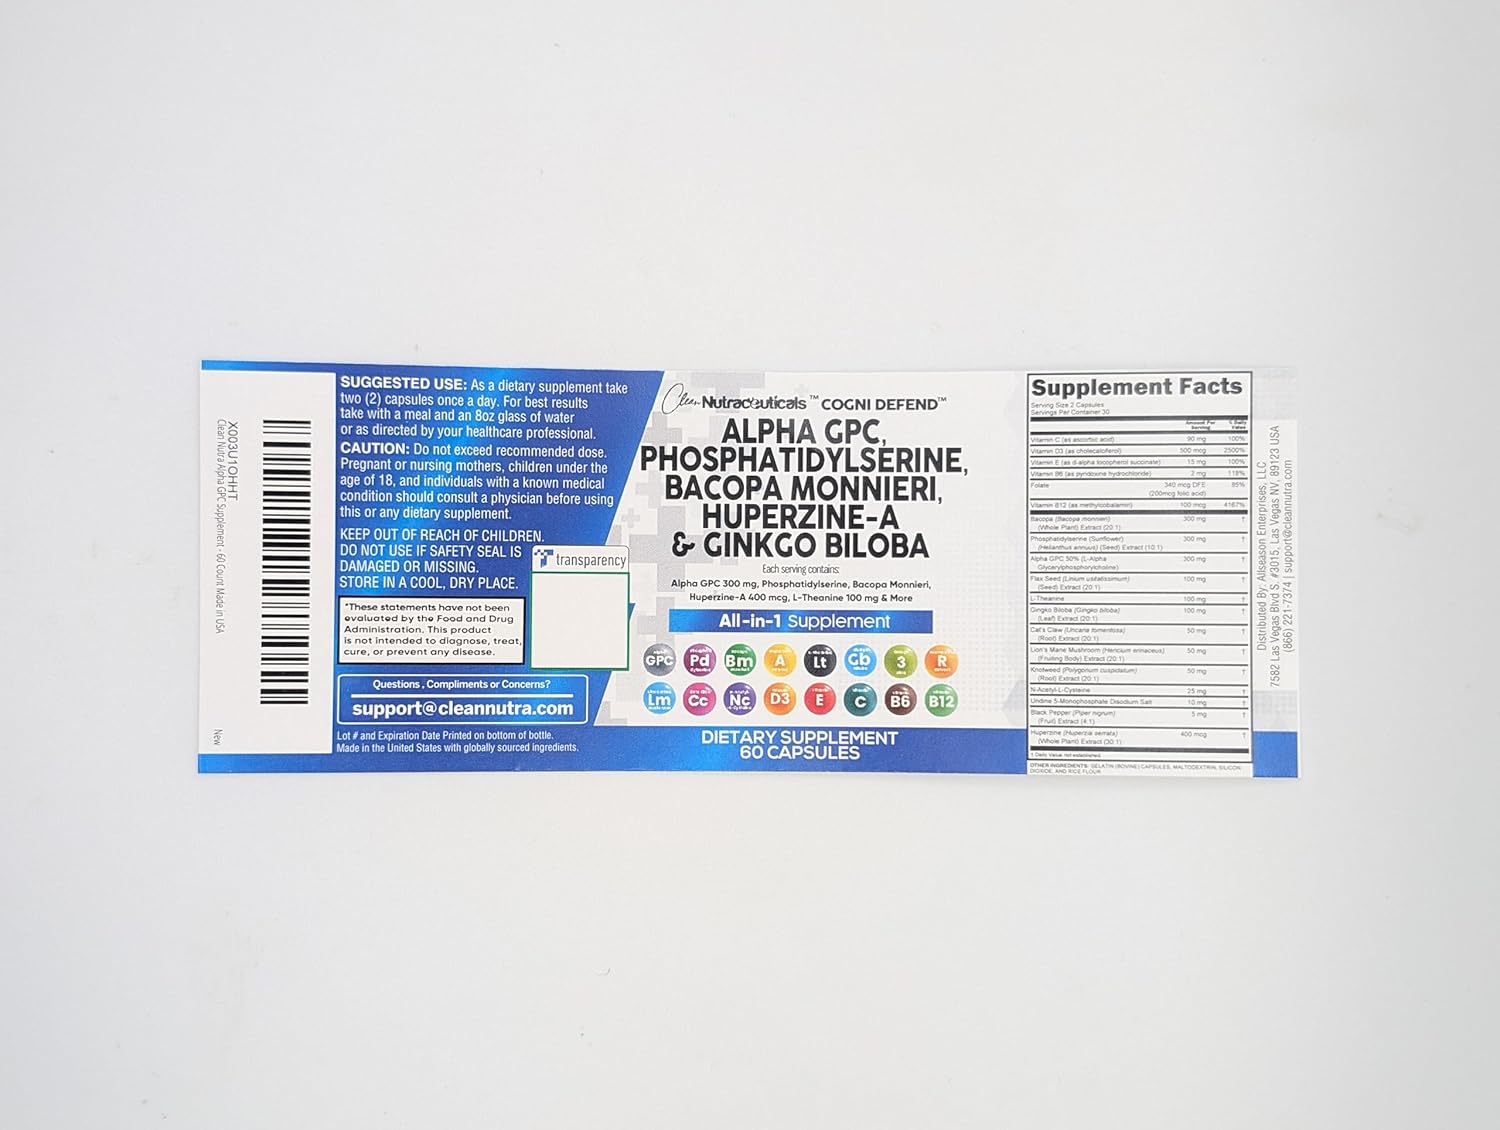 X003U1OHHT
Clean Nutra Alpha GPC Supplement - 60 Count Made in USA
New
SUGGESTED USE: As a dietary supplement take
two (2) capsules once a day. For best results
take with a meal and an 8oz glass of water
or as directed by your healthcare professional.
CAUTION: Do not exceed recommended dose.
Pregnant or nursing mothers, children under the
age of 18, and individuals with a known medical
condition should consult a physician before using
this or any dietary supplement.
KEEP OUT OF REACH OF CHILDREN.
DO NOT USE IF SAFETY SEAL IS
DAMAGED OR MISSING.
STORE IN A COOL, DRY PLACE.
transparency
*These statements have not been
evaluated by the Food and Drug
Administration. This product
is not intended to diagnose, treat,
cure, or prevent any disease.
Questions , Compliments or Concerns?
support@cleannutra.com
Lot # and Expiration Date Printed on bottom of bottle.
Made in the United States with globally sourced ingredients.
Clean Nutraceuticals™ COGNI DEFEND™
ALPHA GPC,
PHOSPHATIDYLSERINE,
BACOPA MONNIERI,
HUPERZINE-A
& GINKGO BILOBA
Each serving contains:
Alpha GPC 300 mg, Phosphatidylserine, Bacopa Monnieri,
Huperzine-A 400 mcg, L-Theanine 100 mg & More
All-in-1 Supplement
GPC Pd Bm A Lt Gb 3 R
Lm Cc Nc D3 E C B6 B12
DIETARY SUPPLEMENT
60 CAPSULES
Supplement Facts
Serving Size 2 Capsules
Servings Per Container 30
Amount Per Serving % Daily Value
Vitamin C (as ascorbic acid) 90 mg 100%
Vitamin D3 (as cholecalciferol) 500 mcg 2500%
Vitamin E (as d-alpha tocopherol succinate) 15 mg 100%
Vitamin B6 (as pyridoxine hydrochloride) 2 mg 118%
Folate 340 mcg DFE 85%
(200mcg folic acid)
Vitamin B12 (as methylcobalamin) 100 mcg 4167%
Bacopa (Bacopa monnieri) 300 mg †
(Whole Plant) Extract (20:1)
Phosphatidylserine (Sunflower) 300 mg †
(Helianthus annuus) (Seed) Extract (10:1)
Alpha GPC 50% (L-Alpha 300 mg †
Glycerylphosphorylcholine)
Flax Seed (Linium usitatissimum) 100 mg †
(Seed) Extract (20:1)
L-Theanine 100 mg †
Gingko Biloba (Gingko biloba) 100 mg †
(Leaf) Extract (20:1)
Cat's Claw (Uncaria tomentosa) 50 mg †
(Root) Extract (20:1)
Lion's Mane Mushroom (Hericium erinaceus) 50 mg †
(Fruiting Body) Extract (20:1)
Knotweed (Polygonum cuspidatum) 50 mg †
(Root) Extract (20:1)
N-Acetyl-L-Cysteine 25 mg †
Uridine 5-Monophosphate Disodium Salt 10 mg †
Black Pepper (Piper nigrum) 5 mg †
(Fruit) Extract (4:1)
Huperzine (Huperzia serrata) 400 mcg †
(Whole Plant) Extract (30:1)
† Daily Value not established.
OTHER INGREDIENTS: GELATIN (BOVINE) CAPSULES, MALTODEXTRIN, SILICON
DIOXIDE, AND RICE FLOUR.
Distributed By: Allseason Enterprises, LLC
7582 Las Vegas Blvd S. #3015, Las Vegas NV, 89123 USA
(866) 221-7374 | support@cleannutra.com